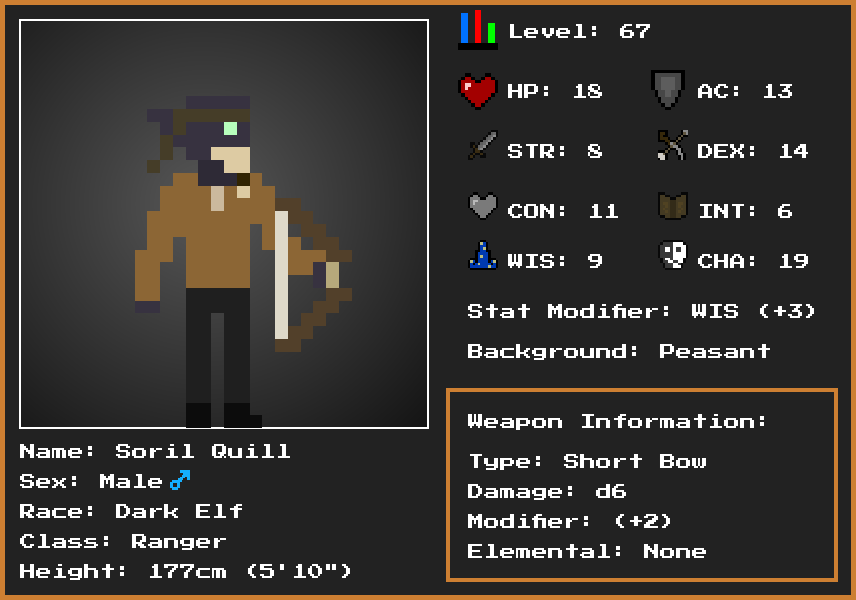 Level: 67
HP: 18
AC: 13
STR: 8
DEX: 14
CON: 11
INT: 6
WIS: 9
CHA: 19
Stat Modifier: WIS (+3)
Background: Peasant
Weapon Information:
Type: Short Bow
Damage: d6
Modifier: (+2)
Elemental: None
Name: Soril Quill
Sex: Male♂
Race: Dark Elf
Class: Ranger
Height: 177cm (5'10")